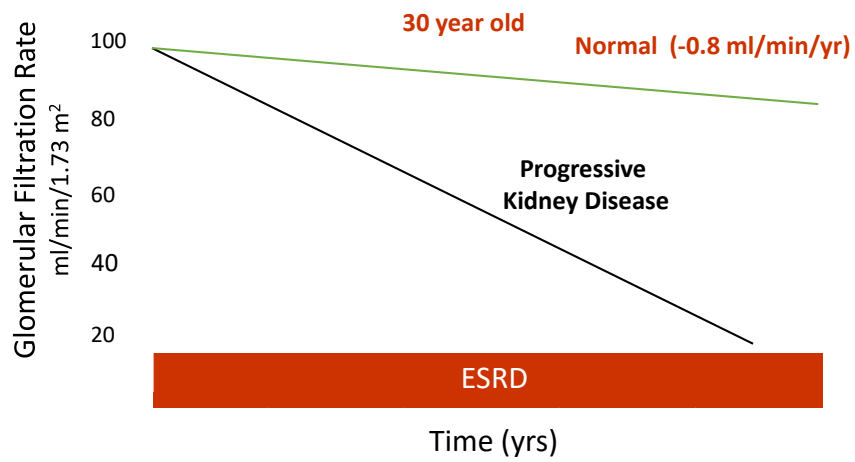 30 year old
Normal (-0.8 ml/min/yr)
Glomerular Filtration Rate
ml/min/1.73 m²
100
80
60
40
20
Progressive
Kidney Disease
ESRD
Time (yrs)